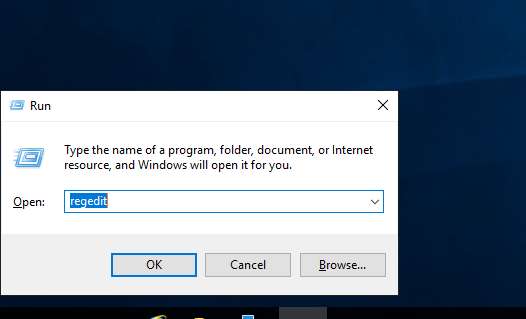 Run
Type the name of a program, folder, document, or Internet
resource, and Windows will open it for you.
Open:
regedit
OK
Cancel
Browse...